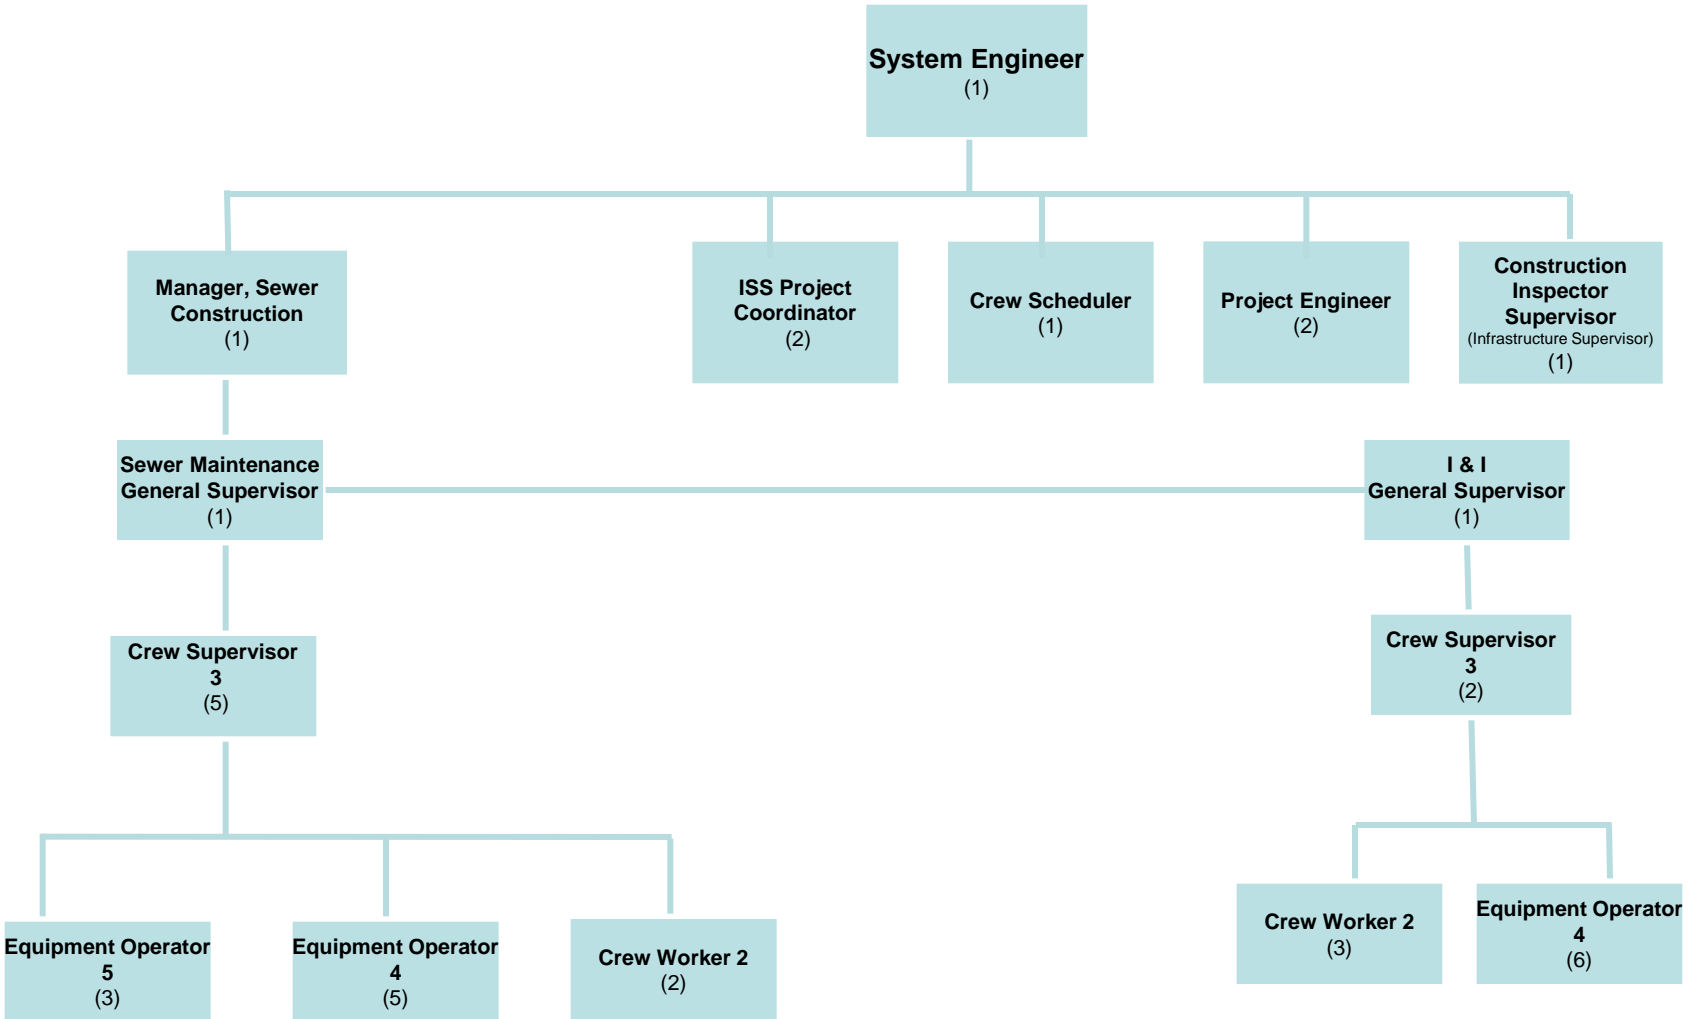 System Engineer
(1)
Manager, Sewer
Construction
(1)
ISS Project
Coordinator
(2)
Crew Scheduler
(1)
Project Engineer
(2)
Construction
Inspector
Supervisor
(Infrastructure Supervisor)
(1)
Sewer Maintenance
General Supervisor
(1)
I & I
General Supervisor
(1)
Crew Supervisor
3
(5)
Crew Supervisor
3
(2)
Equipment Operator
5
(3)
Equipment Operator
4
(5)
Crew Worker 2
(2)
Crew Worker 2
(3)
Equipment Operator
4
(6)